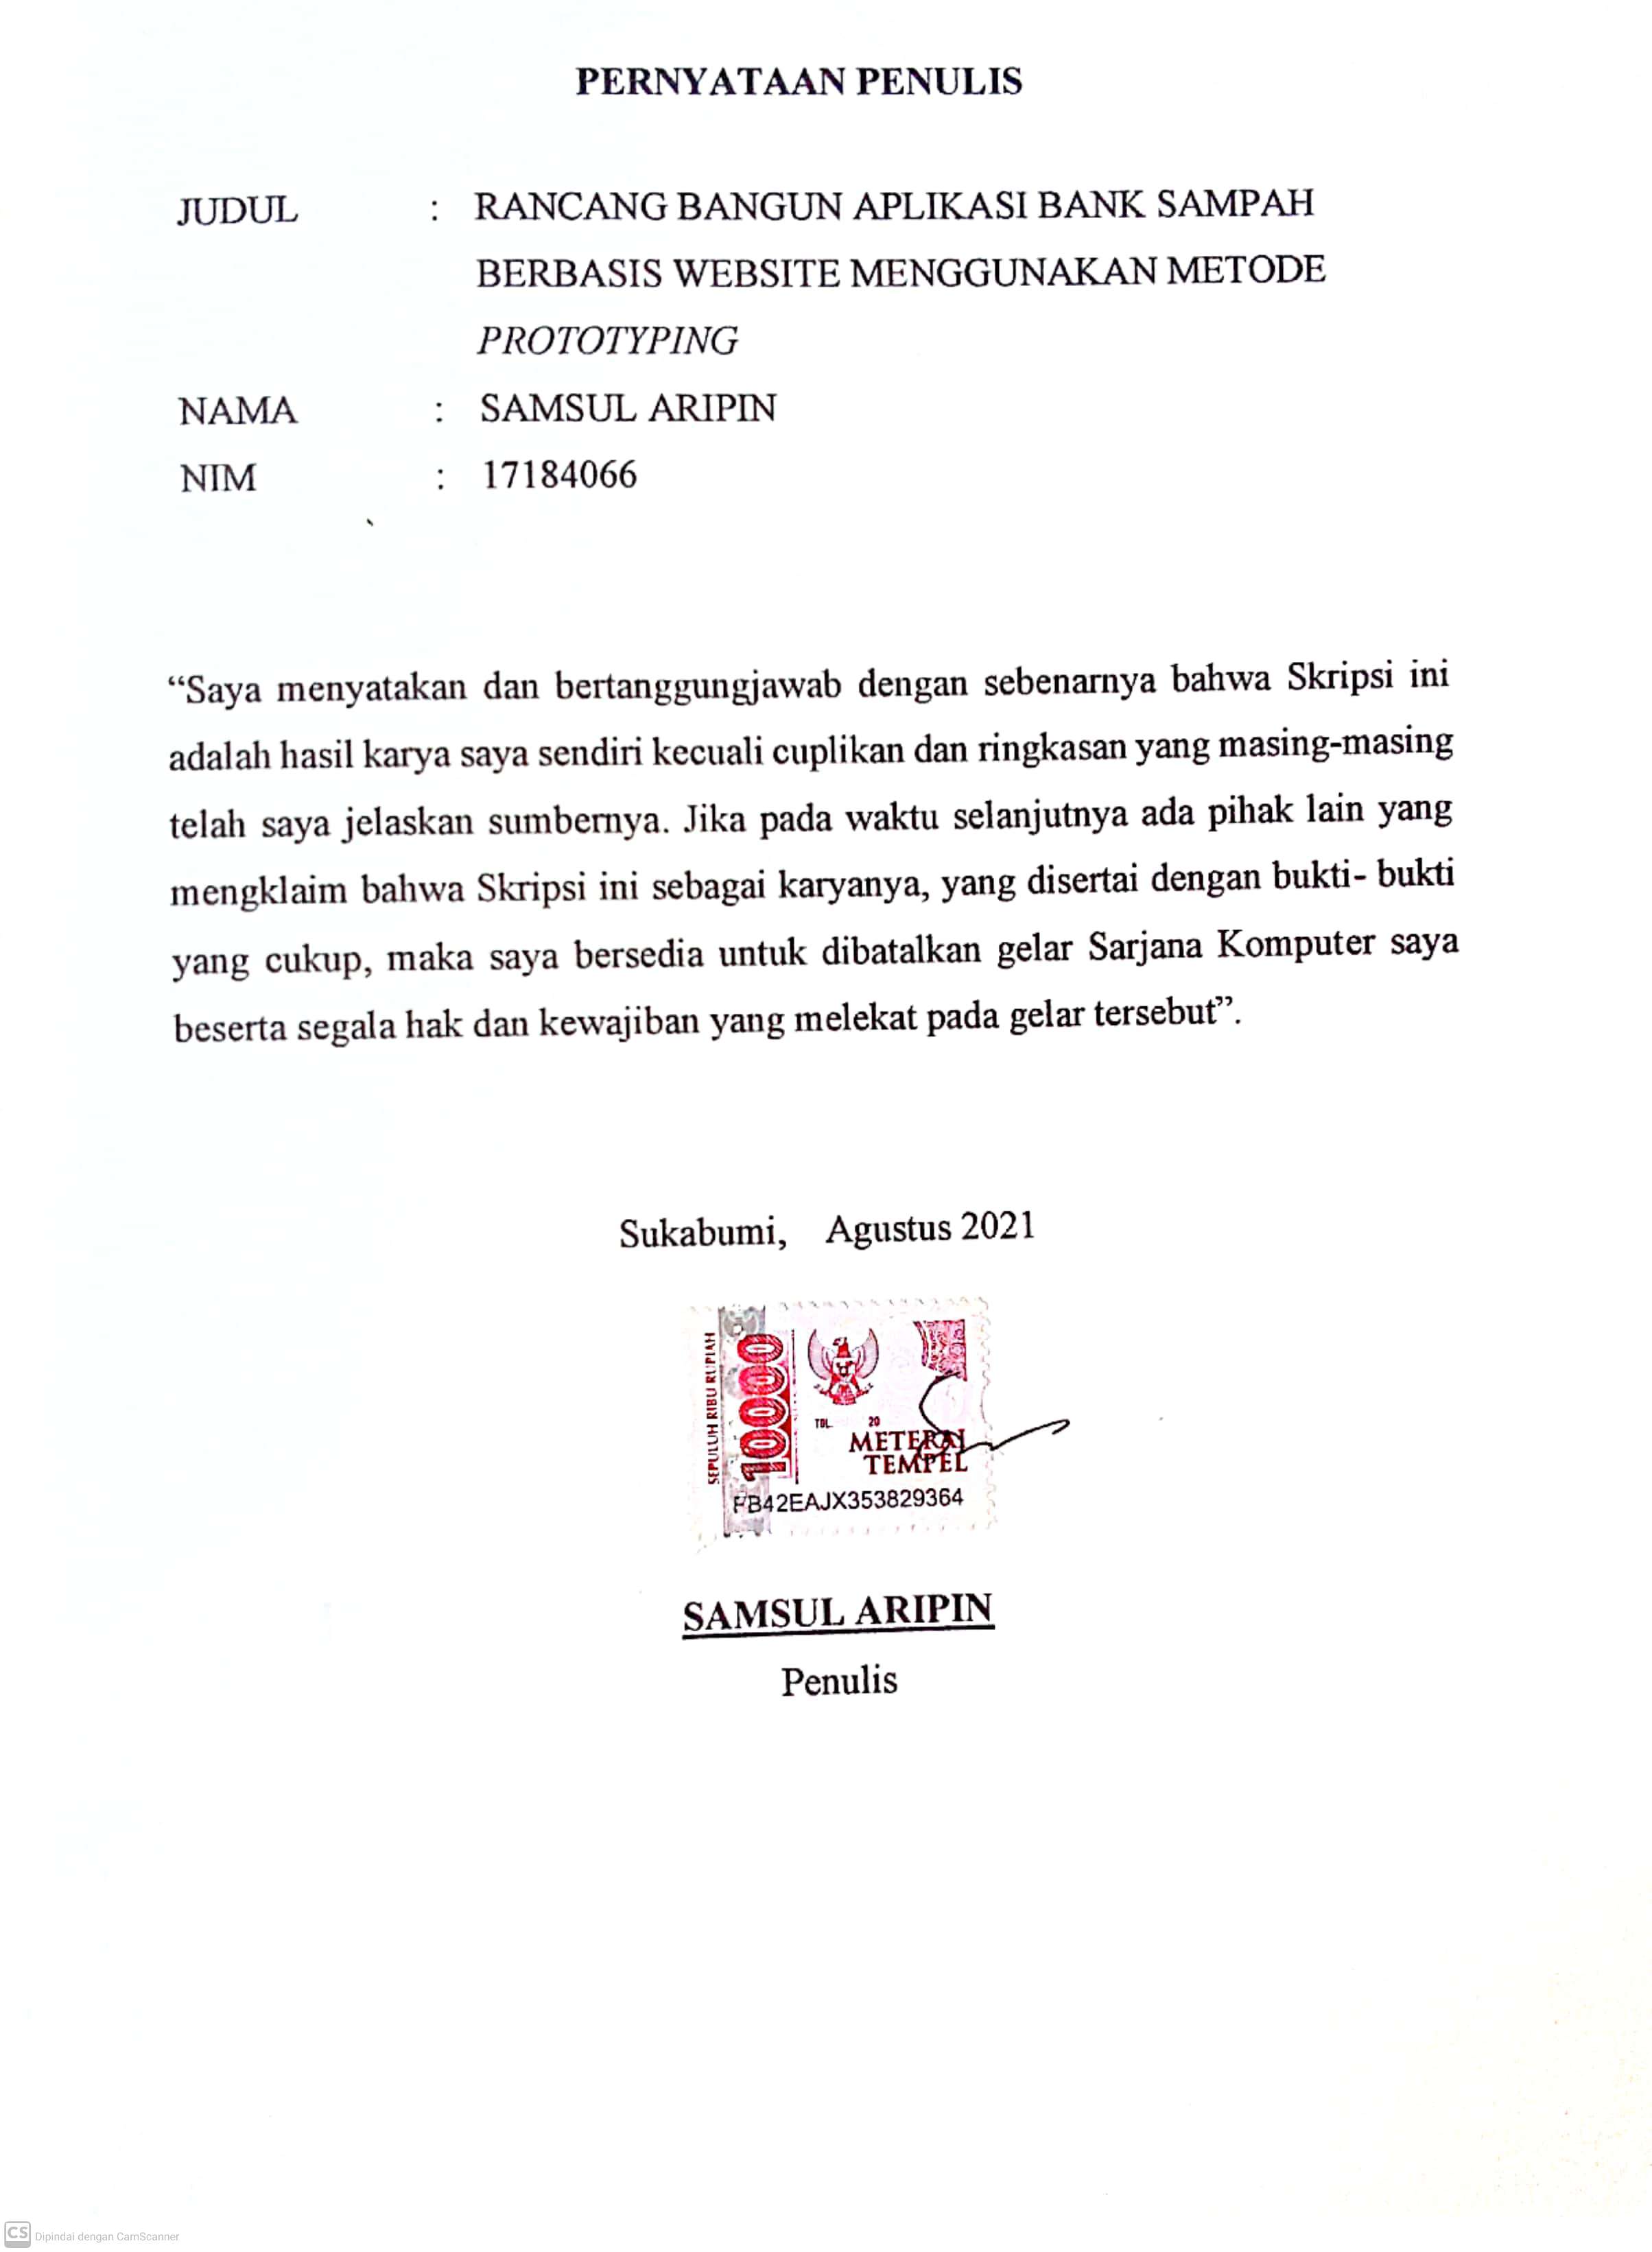 PERNYATAAN PENULIS
JUDUL : RANCANG BANGUN APLIKASI BANK SAMPAH
BERBASIS WEBSITE MENGGUNAKAN METODE
PROTOTYPING
NAMA : SAMSUL ARIPIN
NIM : 17184066
“Saya menyatakan dan bertanggungjawab dengan sebenarnya bahwa Skripsi ini
adalah hasil karya saya sendiri kecuali cuplikan dan ringkasan yang masing-masing
telah saya jelaskan sumbernya. Jika pada waktu selanjutnya ada pihak lain yang
mengklaim bahwa Skripsi ini sebagai karyanya, yang disertai dengan bukti- bukti
yang cukup, maka saya bersedia untuk dibatalkan gelar Sarjana Komputer saya
beserta segala hak dan kewajiban yang melekat pada gelar tersebut”.
Sukabumi, Agustus 2021
SEPULUH RIBU RUPIAH
10000
TGL. 20
METERAI
TEMPEL
FB42EAJX353829364
SAMSUL ARIPIN
Penulis
CS Dipindai dengan CamScanner